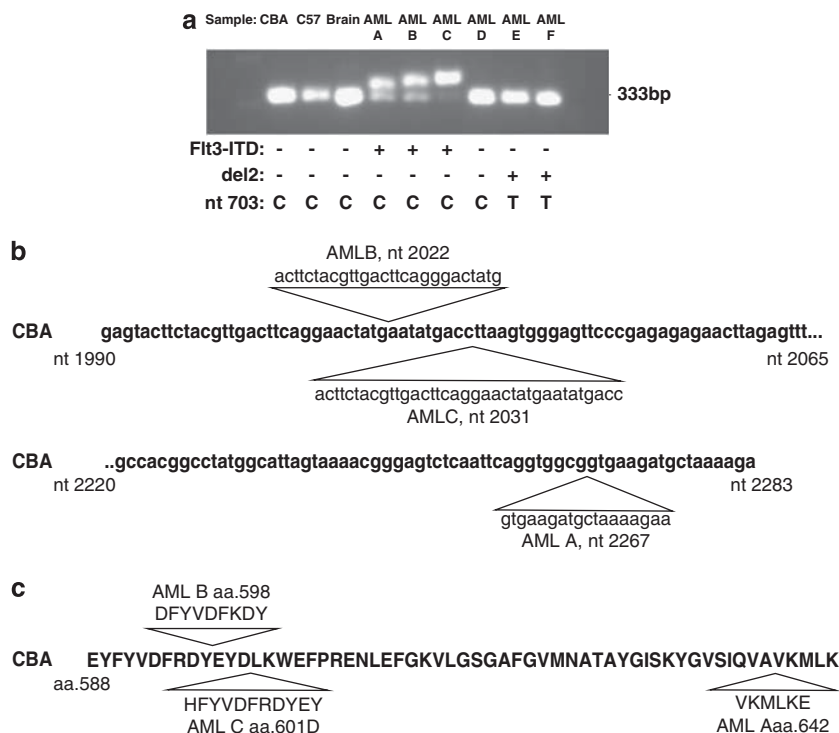 a Sample: CBA C57 Brain AML A AML B AML C AML D AML E AML F
333bp
Flt3-ITD: - - - + + + - - -
del2: - - - - - - - + +
nt 703: C C C C C C C T T
b
AMLB, nt 2022
acttctacgttgacttcagggactatg
CBA gagtacttctacgttgacttcaggaactatgaatatgaccttaagtgggagttcccgagagagaacttagagttt...
nt 1990 nt 2065
acttctacgttgacttcaggaactatgaatatgacc
AMLC, nt 2031
CBA ..gccacggcctatggcattagtaaaacgggagtctcaattcaggtggcggtgaagatgctaaaaga
nt 2220 nt 2283
gtgaagatgctaaaagaa
AML A, nt 2267
c
AML B aa.598
DFYVDFKDY
CBA EYFYVDFRDYEYDLKWEFPRENLEFGKVLGSGAFGVMNATAYGISKYGVSIQVAVKMLK
aa.588
HFYVDFRDYEY
AML C aa.601D
VKMLKE
AML Aaa.642